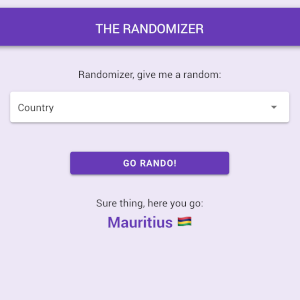 THE RANDOMIZER
Randomizer, give me a random:
Country
GO RANDO!
Sure thing, here you go:
Mauritius 🇲🇺